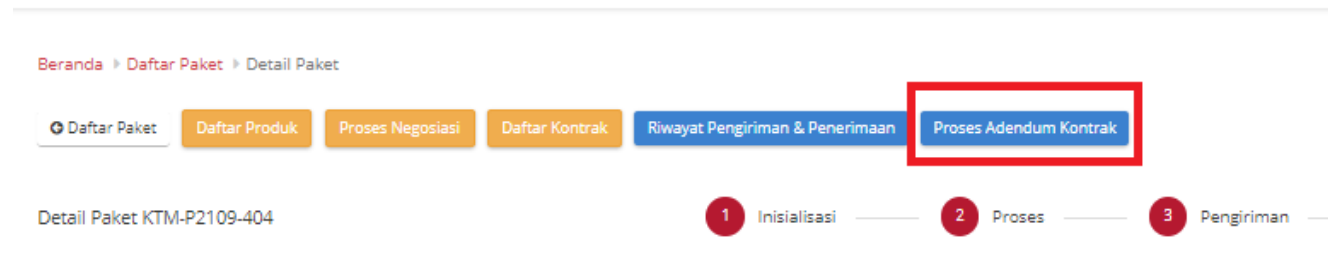 Beranda Daftar Paket Detail Paket
Daftar Paket Daftar Produk Proses Negosiasi Daftar Kontrak Riwayat Pengiriman & Penerimaan Proses Adendum Kontrak
Detail Paket KTM-P2109-404 1 Inisialisasi 2 Proses 3 Pengiriman